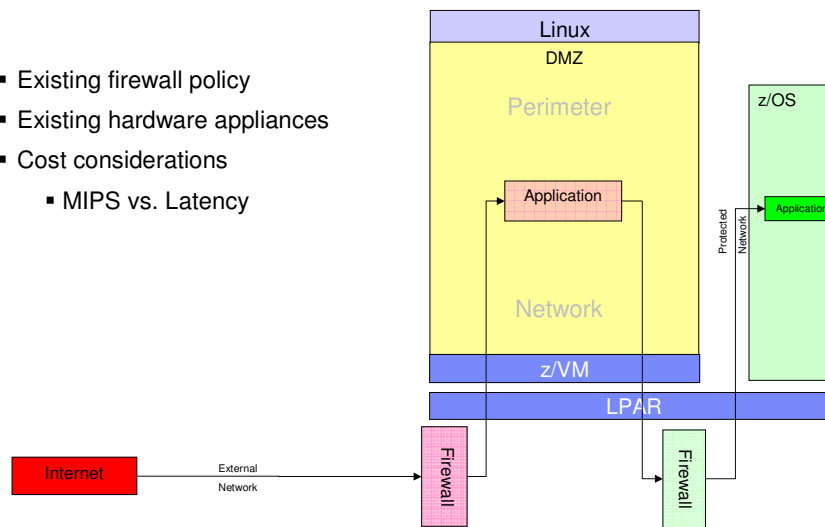 ▪ Existing firewall policy
▪ Existing hardware appliances
▪ Cost considerations
▪ MIPS vs. Latency
Linux
DMZ
Perimeter
Application
Network
z/VM
LPAR
z/OS
Application
Protected
Network
Internet
External
Network
Firewall
Firewall